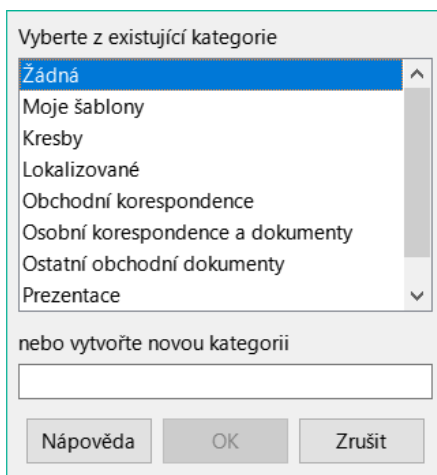 Vyberte z existující kategorie
Žádná
Moje šablony
Kresby
Lokalizované
Obchodní korespondence
Osobní korespondence a dokumenty
Ostatní obchodní dokumenty
Prezentace
nebo vytvořte novou kategorii
Nápověda OK Zrušit